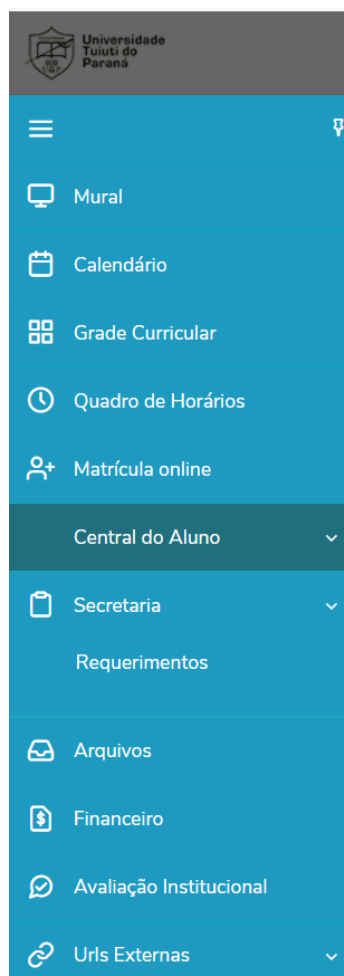 Universidade
Tuiuti do
Paraná
UTP
Mural
Calendário
Grade Curricular
Quadro de Horários
Matrícula online
Central do Aluno
Secretaria
Requerimentos
Arquivos
Financeiro
Avaliação Institucional
Urls Externas